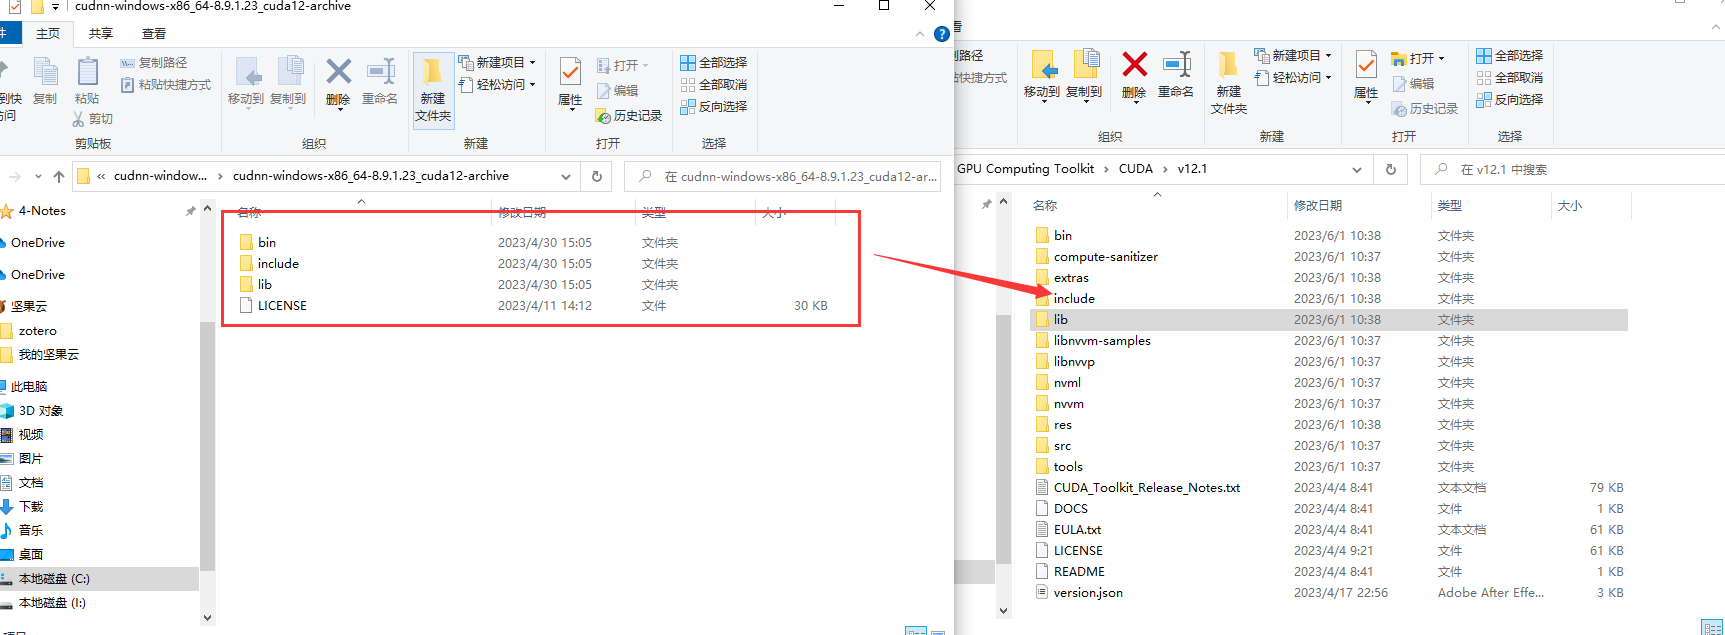 cudnn-windows-x86_64-8.9.1.23_cuda12-archive
主页 共享 查看
复制
粘贴
复制路径
粘贴快捷方式
剪切
剪贴板
移动到
复制到
删除
重命名
组织
新建
文件夹
新建项目
轻松访问
新建
属性
打开
编辑
历史记录
打开
全部选择
全部取消
反向选择
选择
« cudnn-window... › cudnn-windows-x86_64-8.9.1.23_cuda12-archive
在 cudnn-windows-x86_64-8.9.1.23_cuda12-ar...
4-Notes
OneDrive
OneDrive
坚果云
zotero
我的坚果云
此电脑
3D 对象
视频
图片
文档
下载
音乐
桌面
本地磁盘 (C:)
本地磁盘 (I:)
名称 修改日期 类型 大小
bin 2023/4/30 15:05 文件夹
include 2023/4/30 15:05 文件夹
lib 2023/4/30 15:05 文件夹
LICENSE 2023/4/11 14:12 文件 30 KB
移动到
复制到
删除
重命名
组织
新建
文件夹
新建项目
轻松访问
新建
属性
打开
编辑
历史记录
打开
全部选择
全部取消
反向选择
选择
GPU Computing Toolkit › CUDA › v12.1
在 v12.1 中搜索
名称 修改日期 类型 大小
bin 2023/6/1 10:38 文件夹
compute-sanitizer 2023/6/1 10:37 文件夹
extras 2023/6/1 10:38 文件夹
include 2023/6/1 10:38 文件夹
lib 2023/6/1 10:38 文件夹
libnvvm-samples 2023/6/1 10:37 文件夹
libnvvp 2023/6/1 10:37 文件夹
nvml 2023/6/1 10:37 文件夹
nvvm 2023/6/1 10:37 文件夹
res 2023/6/1 10:38 文件夹
src 2023/6/1 10:37 文件夹
tools 2023/6/1 10:37 文件夹
CUDA_Toolkit_Release_Notes.txt 2023/4/4 8:41 文本文档 79 KB
DOCS 2023/4/4 8:41 文件 1 KB
EULA.txt 2023/4/4 8:41 文本文档 61 KB
LICENSE 2023/4/4 9:21 文件 61 KB
README 2023/4/4 8:41 文件 1 KB
version.json 2023/4/17 22:56 Adobe After Effe... 3 KB